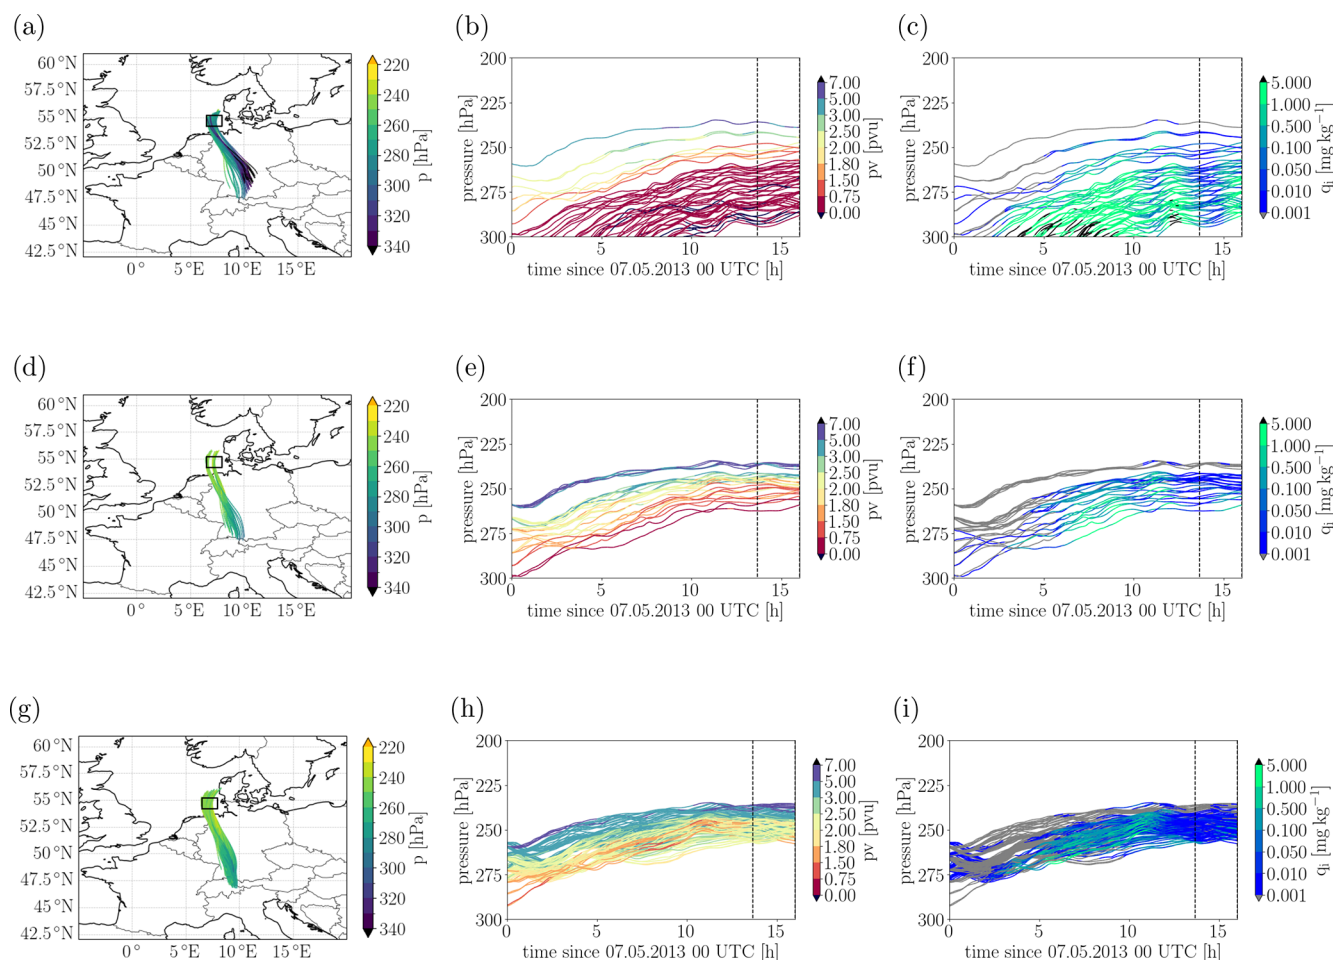 (a)
60°N
57.5°N
55°N
52.5°N
50°N
47.5°N
45°N
42.5°N
0°
5°E
10°E
15°E
220
240
260
280
300
320
340
p [hPa]
(b)
200
225
250
275
300
pressure [hPa]
0
5
10
15
time since 07.05.2013 00 UTC [h]
7.00
5.00
3.00
2.50
2.00
1.80
1.50
0.75
0.00
pv [pvu]
(c)
200
225
250
275
300
pressure [hPa]
0
5
10
15
time since 07.05.2013 00 UTC [h]
5.000
1.000
0.500
0.100
0.050
0.010
0.001
qi [mg kg−1]
(d)
60°N
57.5°N
55°N
52.5°N
50°N
47.5°N
45°N
42.5°N
0°
5°E
10°E
15°E
220
240
260
280
300
320
340
p [hPa]
(e)
200
225
250
275
300
pressure [hPa]
0
5
10
15
time since 07.05.2013 00 UTC [h]
7.00
5.00
3.00
2.50
2.00
1.80
1.50
0.75
0.00
pv [pvu]
(f)
200
225
250
275
300
pressure [hPa]
0
5
10
15
time since 07.05.2013 00 UTC [h]
5.000
1.000
0.500
0.100
0.050
0.010
0.001
qi [mg kg−1]
(g)
60°N
57.5°N
55°N
52.5°N
50°N
47.5°N
45°N
42.5°N
0°
5°E
10°E
15°E
220
240
260
280
300
320
340
p [hPa]
(h)
200
225
250
275
300
pressure [hPa]
0
5
10
15
time since 07.05.2013 00 UTC [h]
7.00
5.00
3.00
2.50
2.00
1.80
1.50
0.75
0.00
pv [pvu]
(i)
200
225
250
275
300
pressure [hPa]
0
5
10
15
time since 07.05.2013 00 UTC [h]
5.000
1.000
0.500
0.100
0.050
0.010
0.001
qi [mg kg−1]